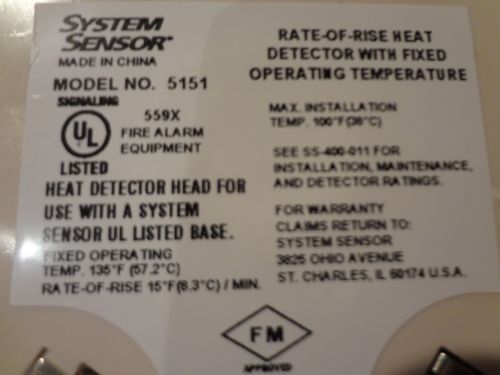 SYSTEM
SENSOR
MADE IN CHINA
MODEL NO. 5151
SIGNALING
559X
UL
FIRE ALARM
EQUIPMENT
LISTED
HEAT DETECTOR HEAD FOR
USE WITH A SYSTEM
SENSOR UL LISTED BASE.
FIXED OPERATING
TEMP. 135°F (57.2°C)
RATE-OF-RISE 15°F(8.3°C) / MIN.
RATE-OF-RISE HEAT
DETECTOR WITH FIXED
OPERATING TEMPERATURE
MAX. INSTALLATION
TEMP. 100°F(38°C)
SEE SS-400-011 FOR
INSTALLATION, MAINTENANCE,
AND DETECTOR RATINGS.
FOR WARRANTY
CLAIMS RETURN TO:
SYSTEM SENSOR
3825 OHIO AVENUE
ST. CHARLES, IL 60174 U.S.A.
FM
APPROVED